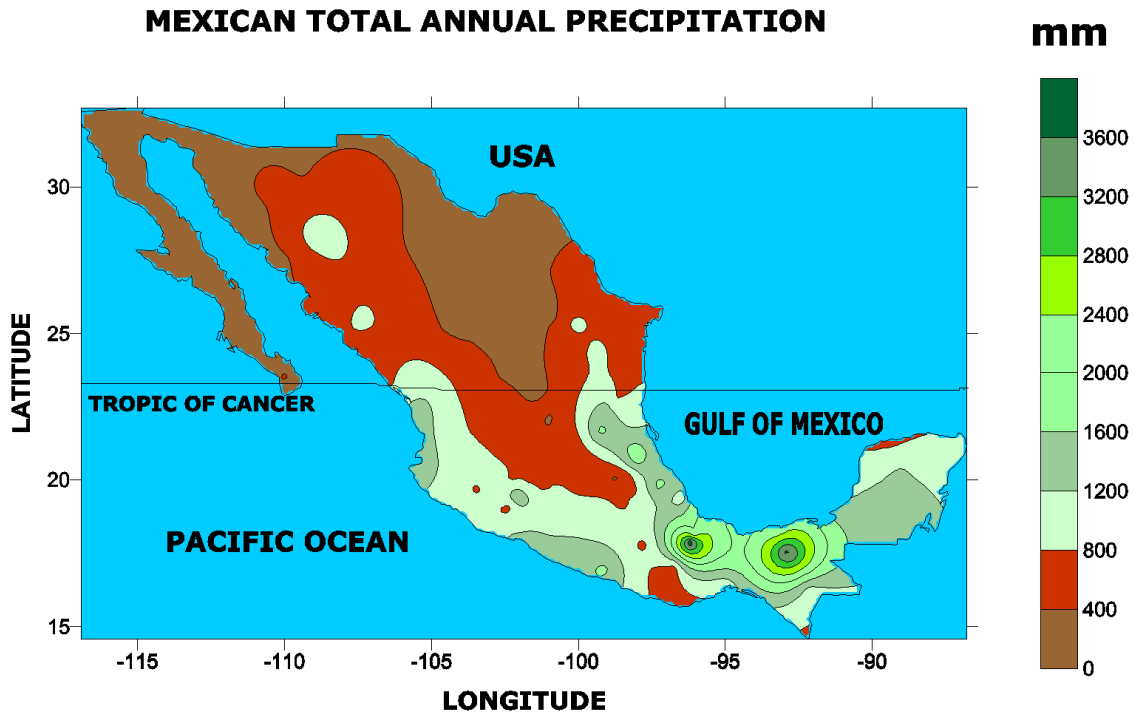 MEXICAN TOTAL ANNUAL PRECIPITATION
mm
USA
30
25
20
15
LATITUDE
TROPIC OF CANCER
GULF OF MEXICO
PACIFIC OCEAN
-115 -110 -105 -100 -95 -90
LONGITUDE
3600
3200
2800
2400
2000
1600
1200
800
400
0